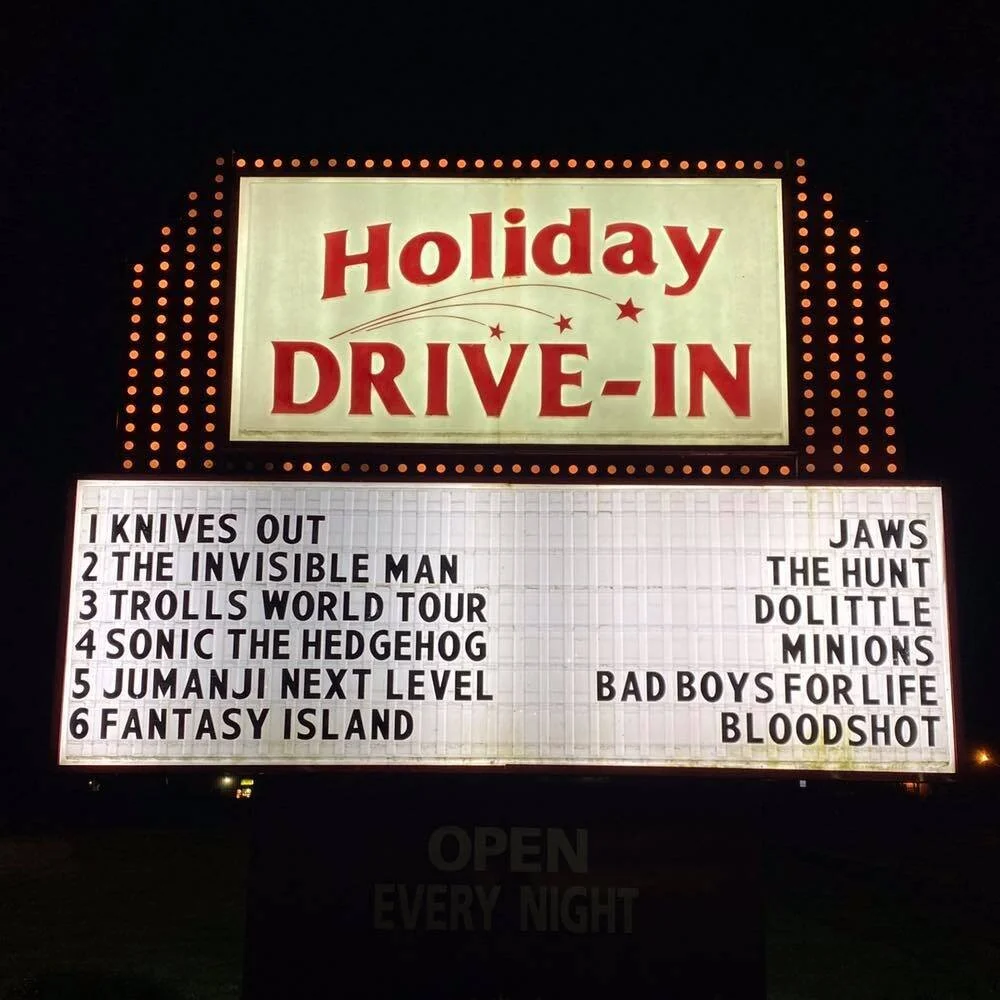 Holiday
DRIVE-IN
1 KNIVES OUT JAWS
2 THE INVISIBLE MAN THE HUNT
3 TROLLS WORLD TOUR DOLITTLE
4 SONIC THE HEDGEHOG MINIONS
5 JUMANJI NEXT LEVEL BAD BOYS FOR LIFE
6 FANTASY ISLAND BLOODSHOT
OPEN
EVERY NIGHT